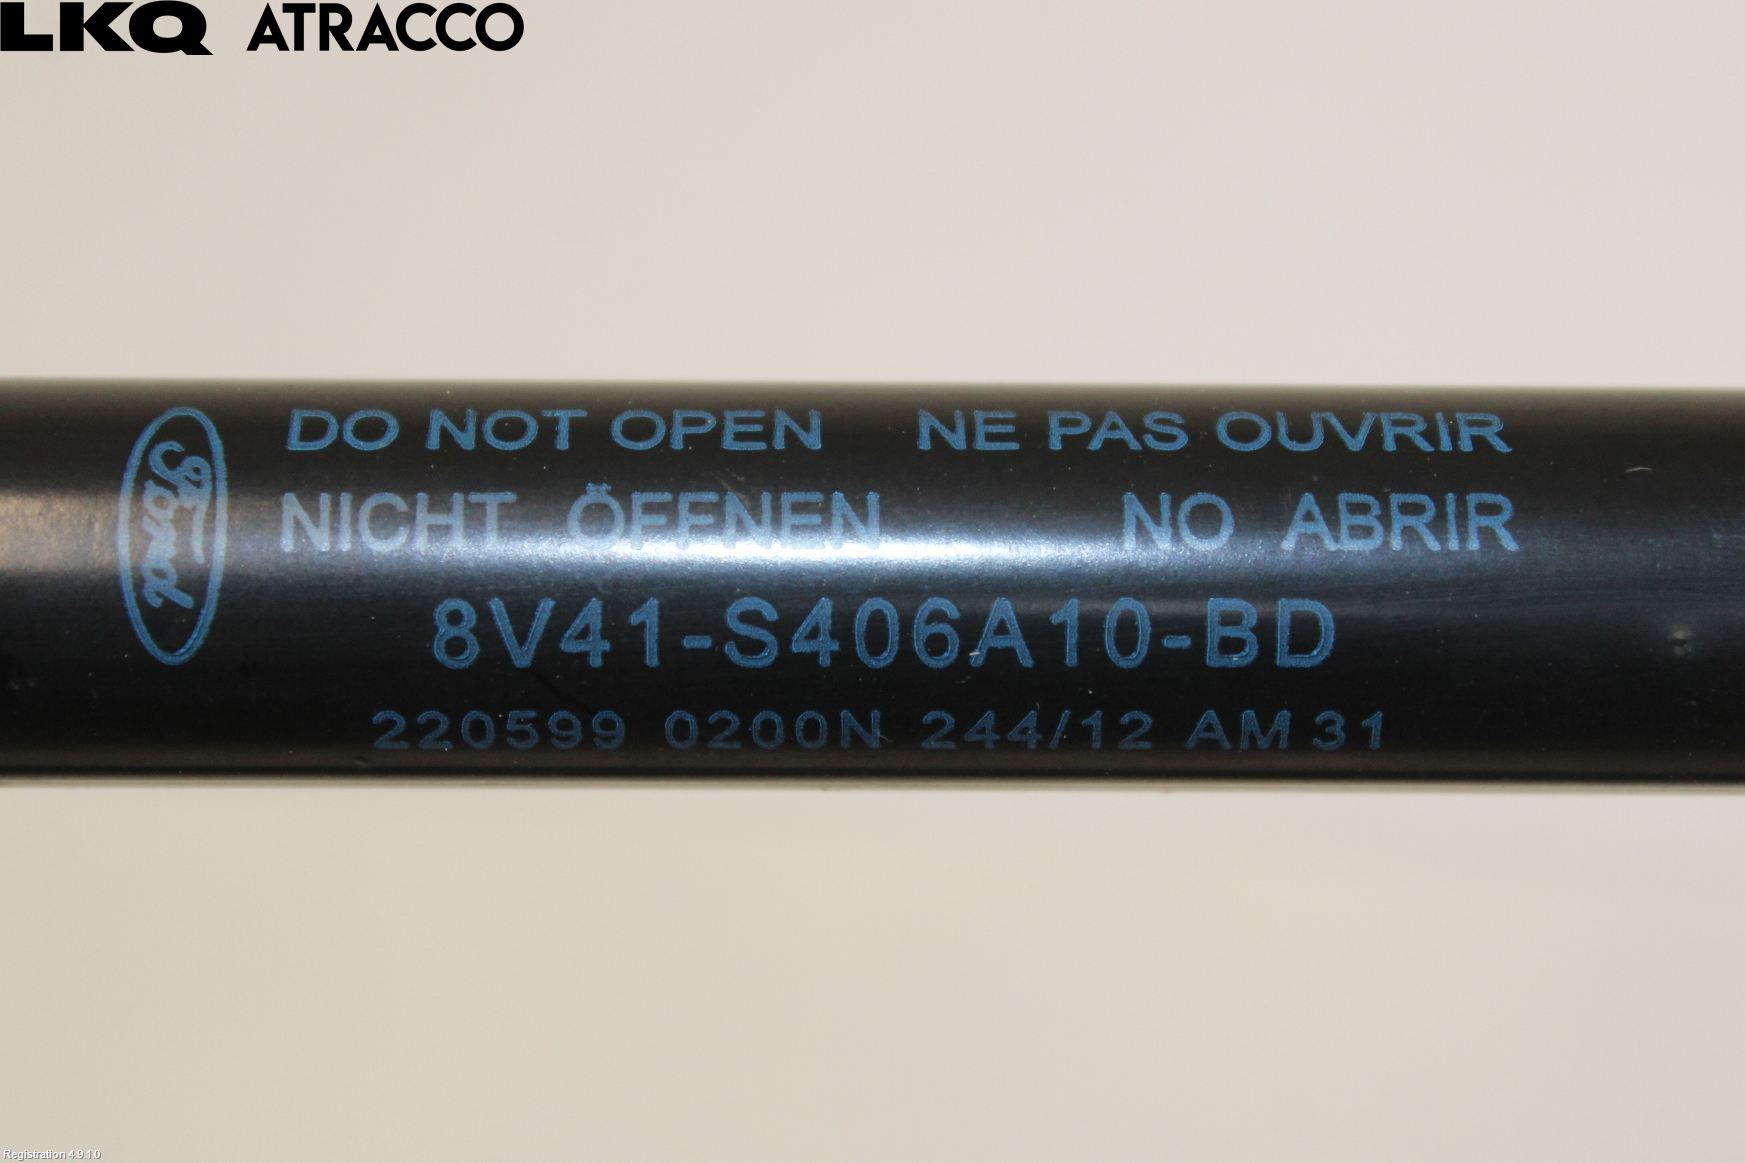 LKQ ATRACCO
DO NOT OPEN NE PAS OUVRIR
Ford
NICHT ÖFFNEN NO ABRIR
8V41-S406A10-BD
220599 0200N 244/12 AM 31
Registration 4.9.1.0